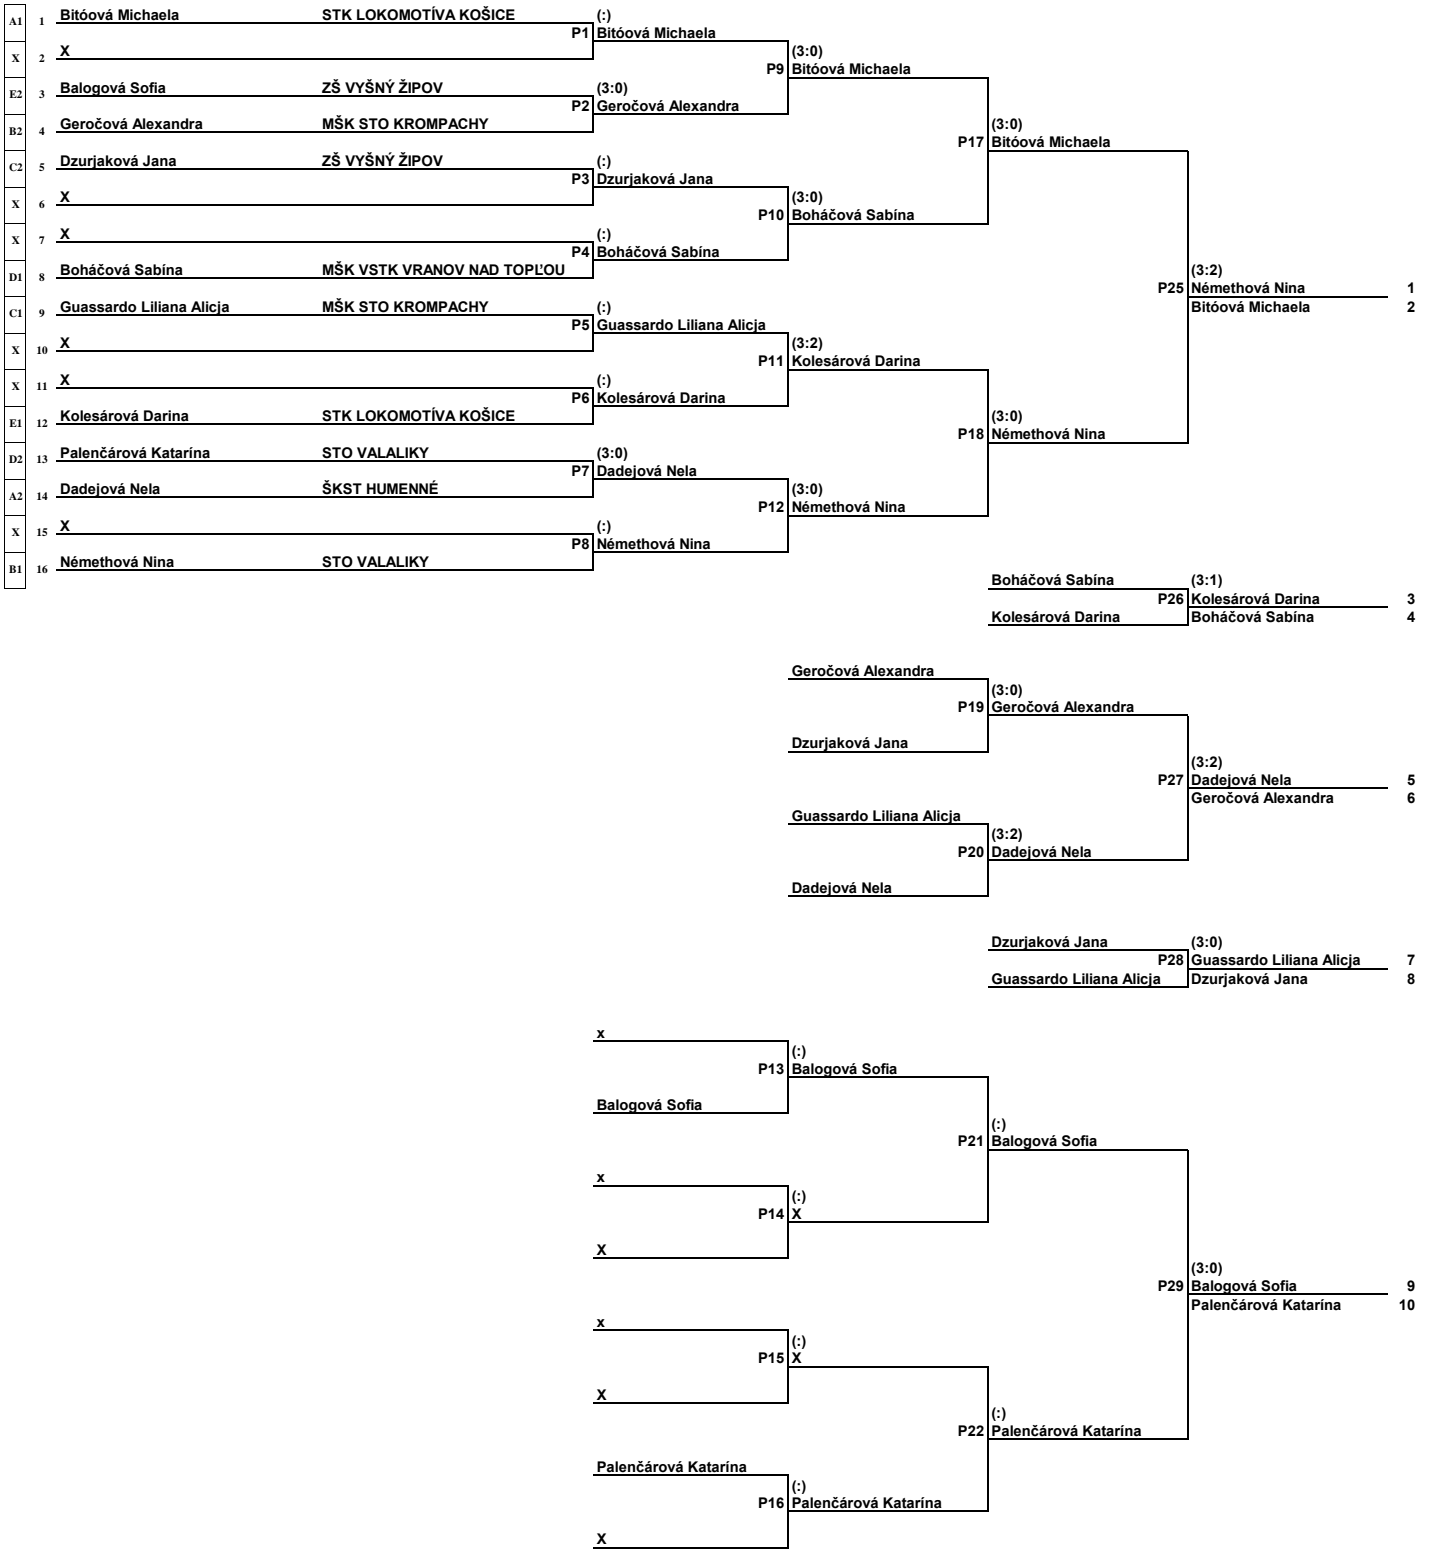 A1 1 Bitóová Michaela STK LOKOMOTÍVA KOŠICE (:)
P1 Bitóová Michaela
X 2 X (3:0)
P9 Bitóová Michaela
E2 3 Balogová Sofia ZŠ VYŠNÝ ŽIPOV (3:0)
P2 Geročová Alexandra
B2 4 Geročová Alexandra MŠK STO KROMPACHY (3:0)
P17 Bitóová Michaela
C2 5 Dzurjaková Jana ZŠ VYŠNÝ ŽIPOV (:)
P3 Dzurjaková Jana
X 6 X (3:0)
P10 Boháčová Sabína
X 7 X (:)
P4 Boháčová Sabína
D1 8 Boháčová Sabína MŠK VSTK VRANOV NAD TOPĽOU (3:2)
P25 Némethová Nina 1
C1 9 Guassardo Liliana Alicja MŠK STO KROMPACHY (:) Bitóová Michaela 2
P5 Guassardo Liliana Alicja
X 10 X (3:2)
P11 Kolesárová Darina
X 11 X (:)
P6 Kolesárová Darina
E1 12 Kolesárová Darina STK LOKOMOTÍVA KOŠICE (3:0)
P18 Némethová Nina
D2 13 Palenčárová Katarína STO VALALIKY (3:0)
P7 Dadejová Nela
A2 14 Dadejová Nela ŠKST HUMENNÉ (3:0)
P12 Némethová Nina
X 15 X (:)
P8 Némethová Nina
B1 16 Némethová Nina STO VALALIKY
Boháčová Sabína (3:1)
P26 Kolesárová Darina 3
Kolesárová Darina Boháčová Sabína 4
Geročová Alexandra
(3:0)
P19 Geročová Alexandra
Dzurjaková Jana
(3:2)
P27 Dadejová Nela 5
Geročová Alexandra 6
Guassardo Liliana Alicja
(3:2)
P20 Dadejová Nela
Dadejová Nela
Dzurjaková Jana (3:0)
P28 Guassardo Liliana Alicja 7
Guassardo Liliana Alicja Dzurjaková Jana 8
x
(:)
P13 Balogová Sofia
Balogová Sofia
(:)
P21 Balogová Sofia
x
(:)
P14 X
X
(3:0)
P29 Balogová Sofia 9
Palenčárová Katarína 10
x
(:)
P15 X
X
(:)
P22 Palenčárová Katarína
Palenčárová Katarína
(:)
P16 Palenčárová Katarína
X